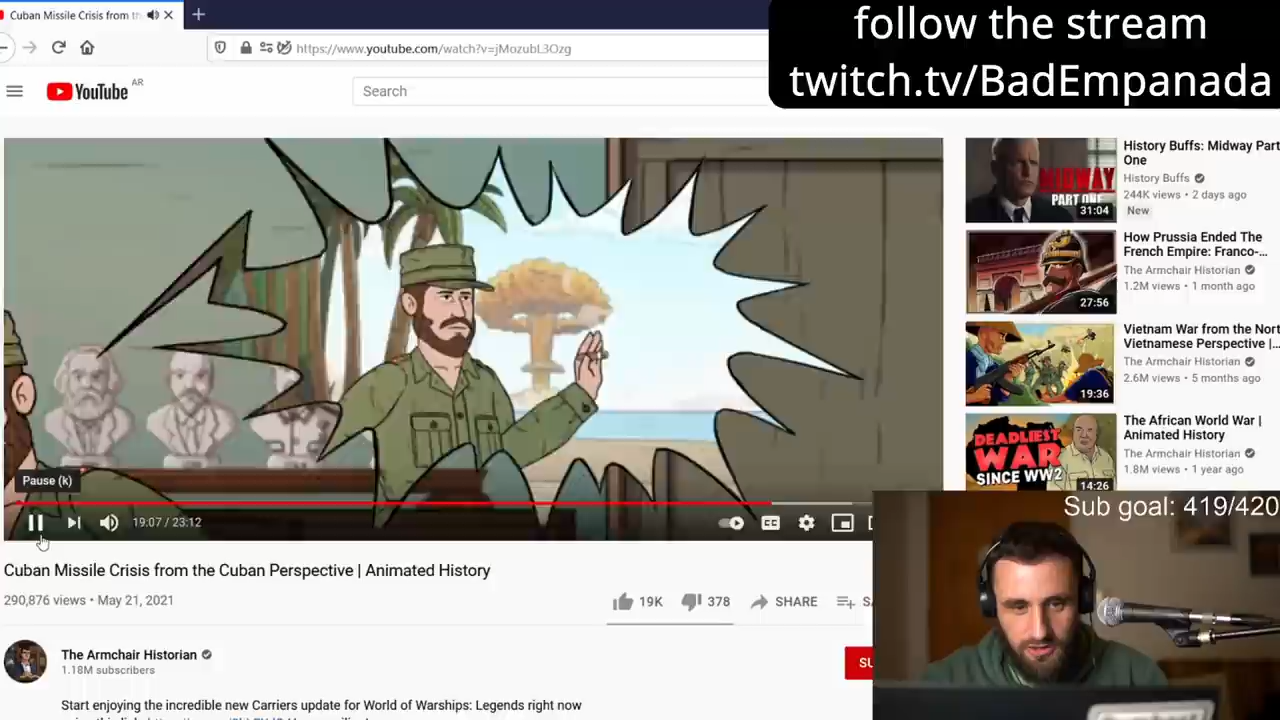 Cuban Missile Crisis from th
https://www.youtube.com/watch?v=jMozubL3Ozg
follow the stream
twitch.tv/BadEmpanada
YouTube AR
Search
History Buffs: Midway Part
One
History Buffs
244K views • 2 days ago
New
MIDWAY
PART ONE
31:04
How Prussia Ended The
French Empire: Franco-...
The Armchair Historian
1.2M views • 1 month ago
27:56
Vietnam War from the Nort
Vietnamese Perspective |...
The Armchair Historian
2.6M views • 5 months ago
19:36
The African World War |
Animated History
The Armchair Historian
1.8M views • 1 year ago
DEADLIEST
WAR
SINCE WW2
14:26
Pause (k)
19:07 / 23:12
CC
Sub goal: 419/420
Cuban Missile Crisis from the Cuban Perspective | Animated History
290,876 views • May 21, 2021
19K
378
SHARE
The Armchair Historian
1.18M subscribers
Start enjoying the incredible new Carriers update for World of Warships: Legends right now